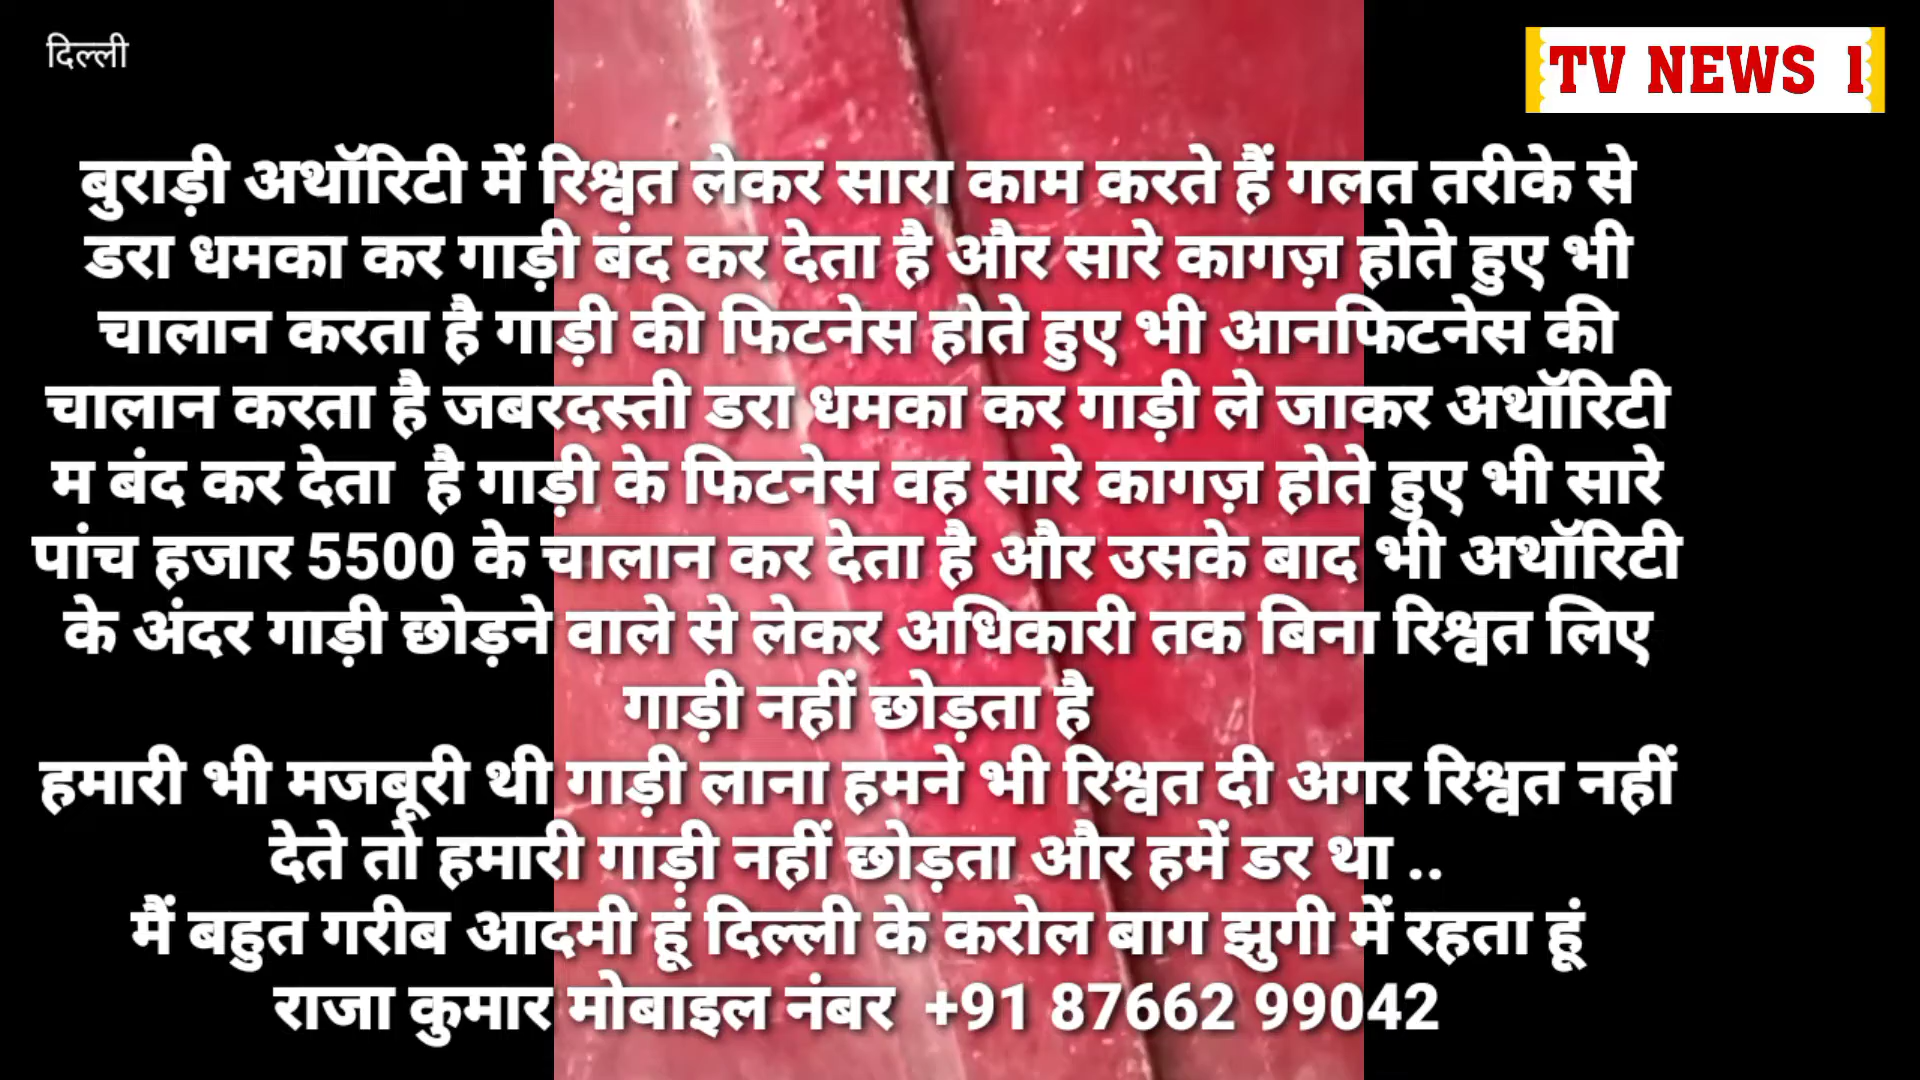 दिल्ली
TV NEWS 1
बुराड़ी अथॉरिटी में रिश्वत लेकर सारा काम करते हैं गलत तरीके से
डरा धमका कर गाड़ी बंद कर देता है और सारे कागज़ होते हुए भी
चालान करता है गाड़ी की फिटनेस होते हुए भी आनफिटनेस की
चालान करता है जबरदस्ती डरा धमका कर गाड़ी ले जाकर अथॉरिटी
म बंद कर देता  है गाड़ी के फिटनेस वह सारे कागज़ होते हुए भी सारे
पांच हजार 5500 के चालान कर देता है और उसके बाद भी अथॉरिटी
के अंदर गाड़ी छोड़ने वाले से लेकर अधिकारी तक बिना रिश्वत लिए
गाड़ी नहीं छोड़ता है
हमारी भी मजबूरी थी गाड़ी लाना हमने भी रिश्वत दी अगर रिश्वत नहीं
देते तो हमारी गाड़ी नहीं छोड़ता और हमें डर था ..
मैं बहुत गरीब आदमी हूं दिल्ली के करोल बाग झुगी में रहता हूं
राजा कुमार मोबाइल नंबर  +91 87662 99042